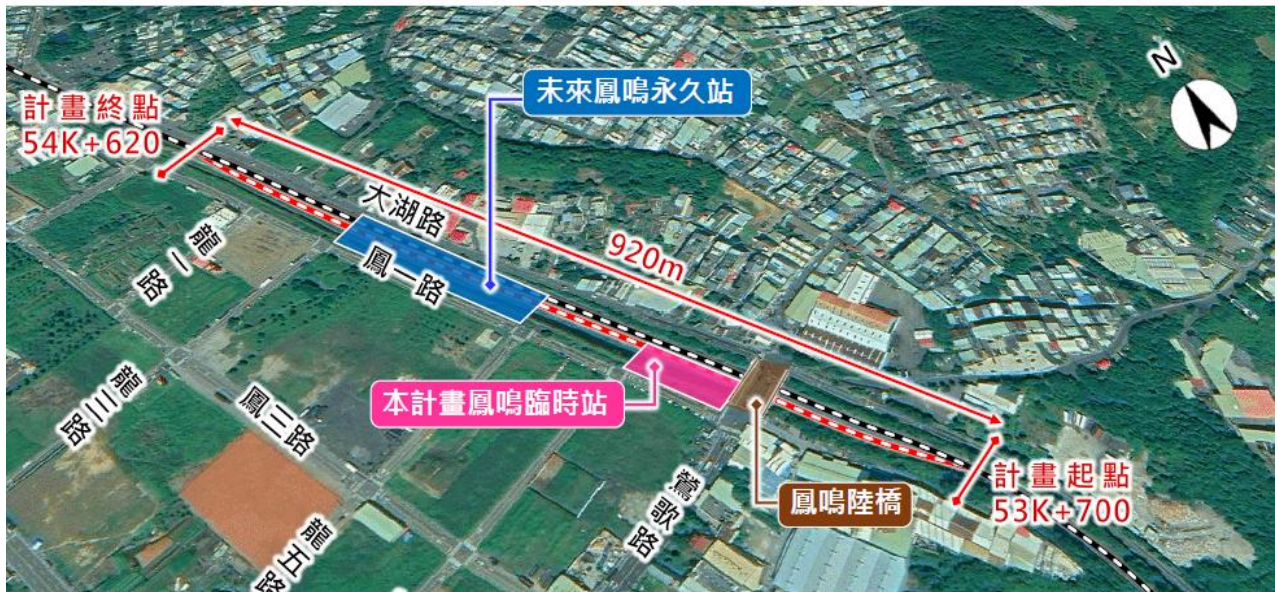 N
未來鳳鳴永久站
計畫終點
54K+620
大湖路
920m
龍一路
鳳一路
本計畫鳳鳴臨時站
龍三路
鳳三路
鶯歌路
鳳鳴陸橋
計畫起點
53K+700
龍五路